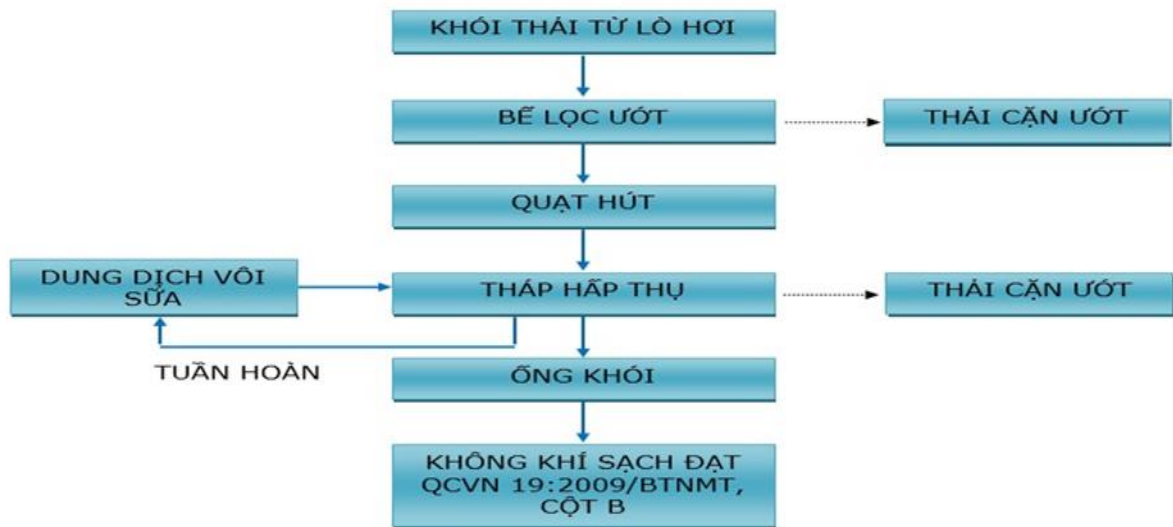 KHÓI THẢI TỪ LÒ HƠI
BỂ LỌC ƯỚT
THẢI CẶN ƯỚT
QUẠT HÚT
DUNG DỊCH VÔI
SỮA
THÁP HẤP THỤ
THẢI CẶN ƯỚT
TUẦN HOÀN
ỐNG KHÓI
KHÔNG KHÍ SẠCH ĐẠT
QCVN 19:2009/BTNMT,
CỘT B